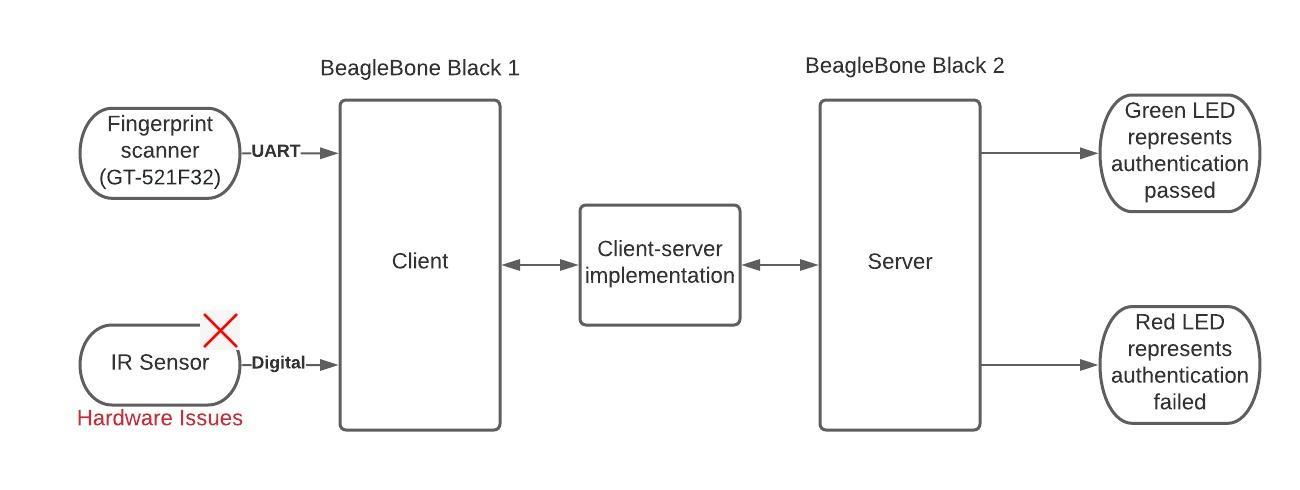 BeagleBone Black 1
BeagleBone Black 2
Fingerprint
scanner
(GT-521F32)
UART
Green LED
represents
authentication
passed
Client
Client-server
implementation
Server
IR Sensor
Digital
Hardware Issues
Red LED
represents
authentication
failed